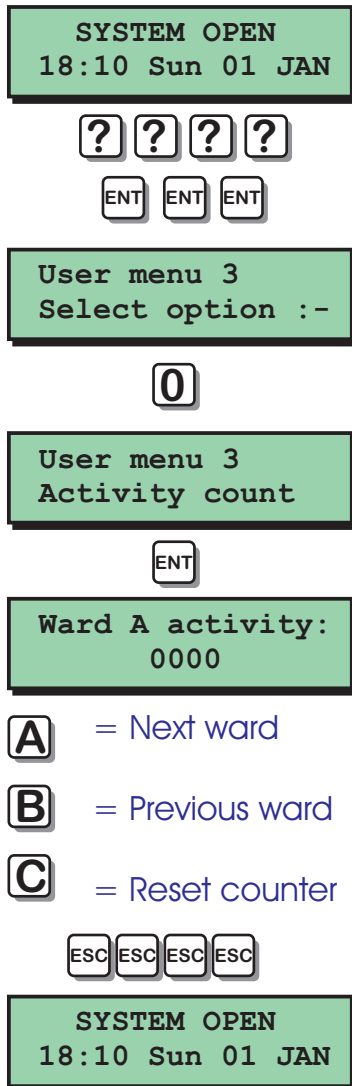 SYSTEM OPEN
18:10 Sun 01 JAN
? ? ? ?
ENT ENT ENT
User menu 3
Select option :-
0
User menu 3
Activity count
ENT
Ward A activity:
0000
A = Next ward
B = Previous ward
C = Reset counter
ESC ESC ESC ESC
SYSTEM OPEN
18:10 Sun 01 JAN